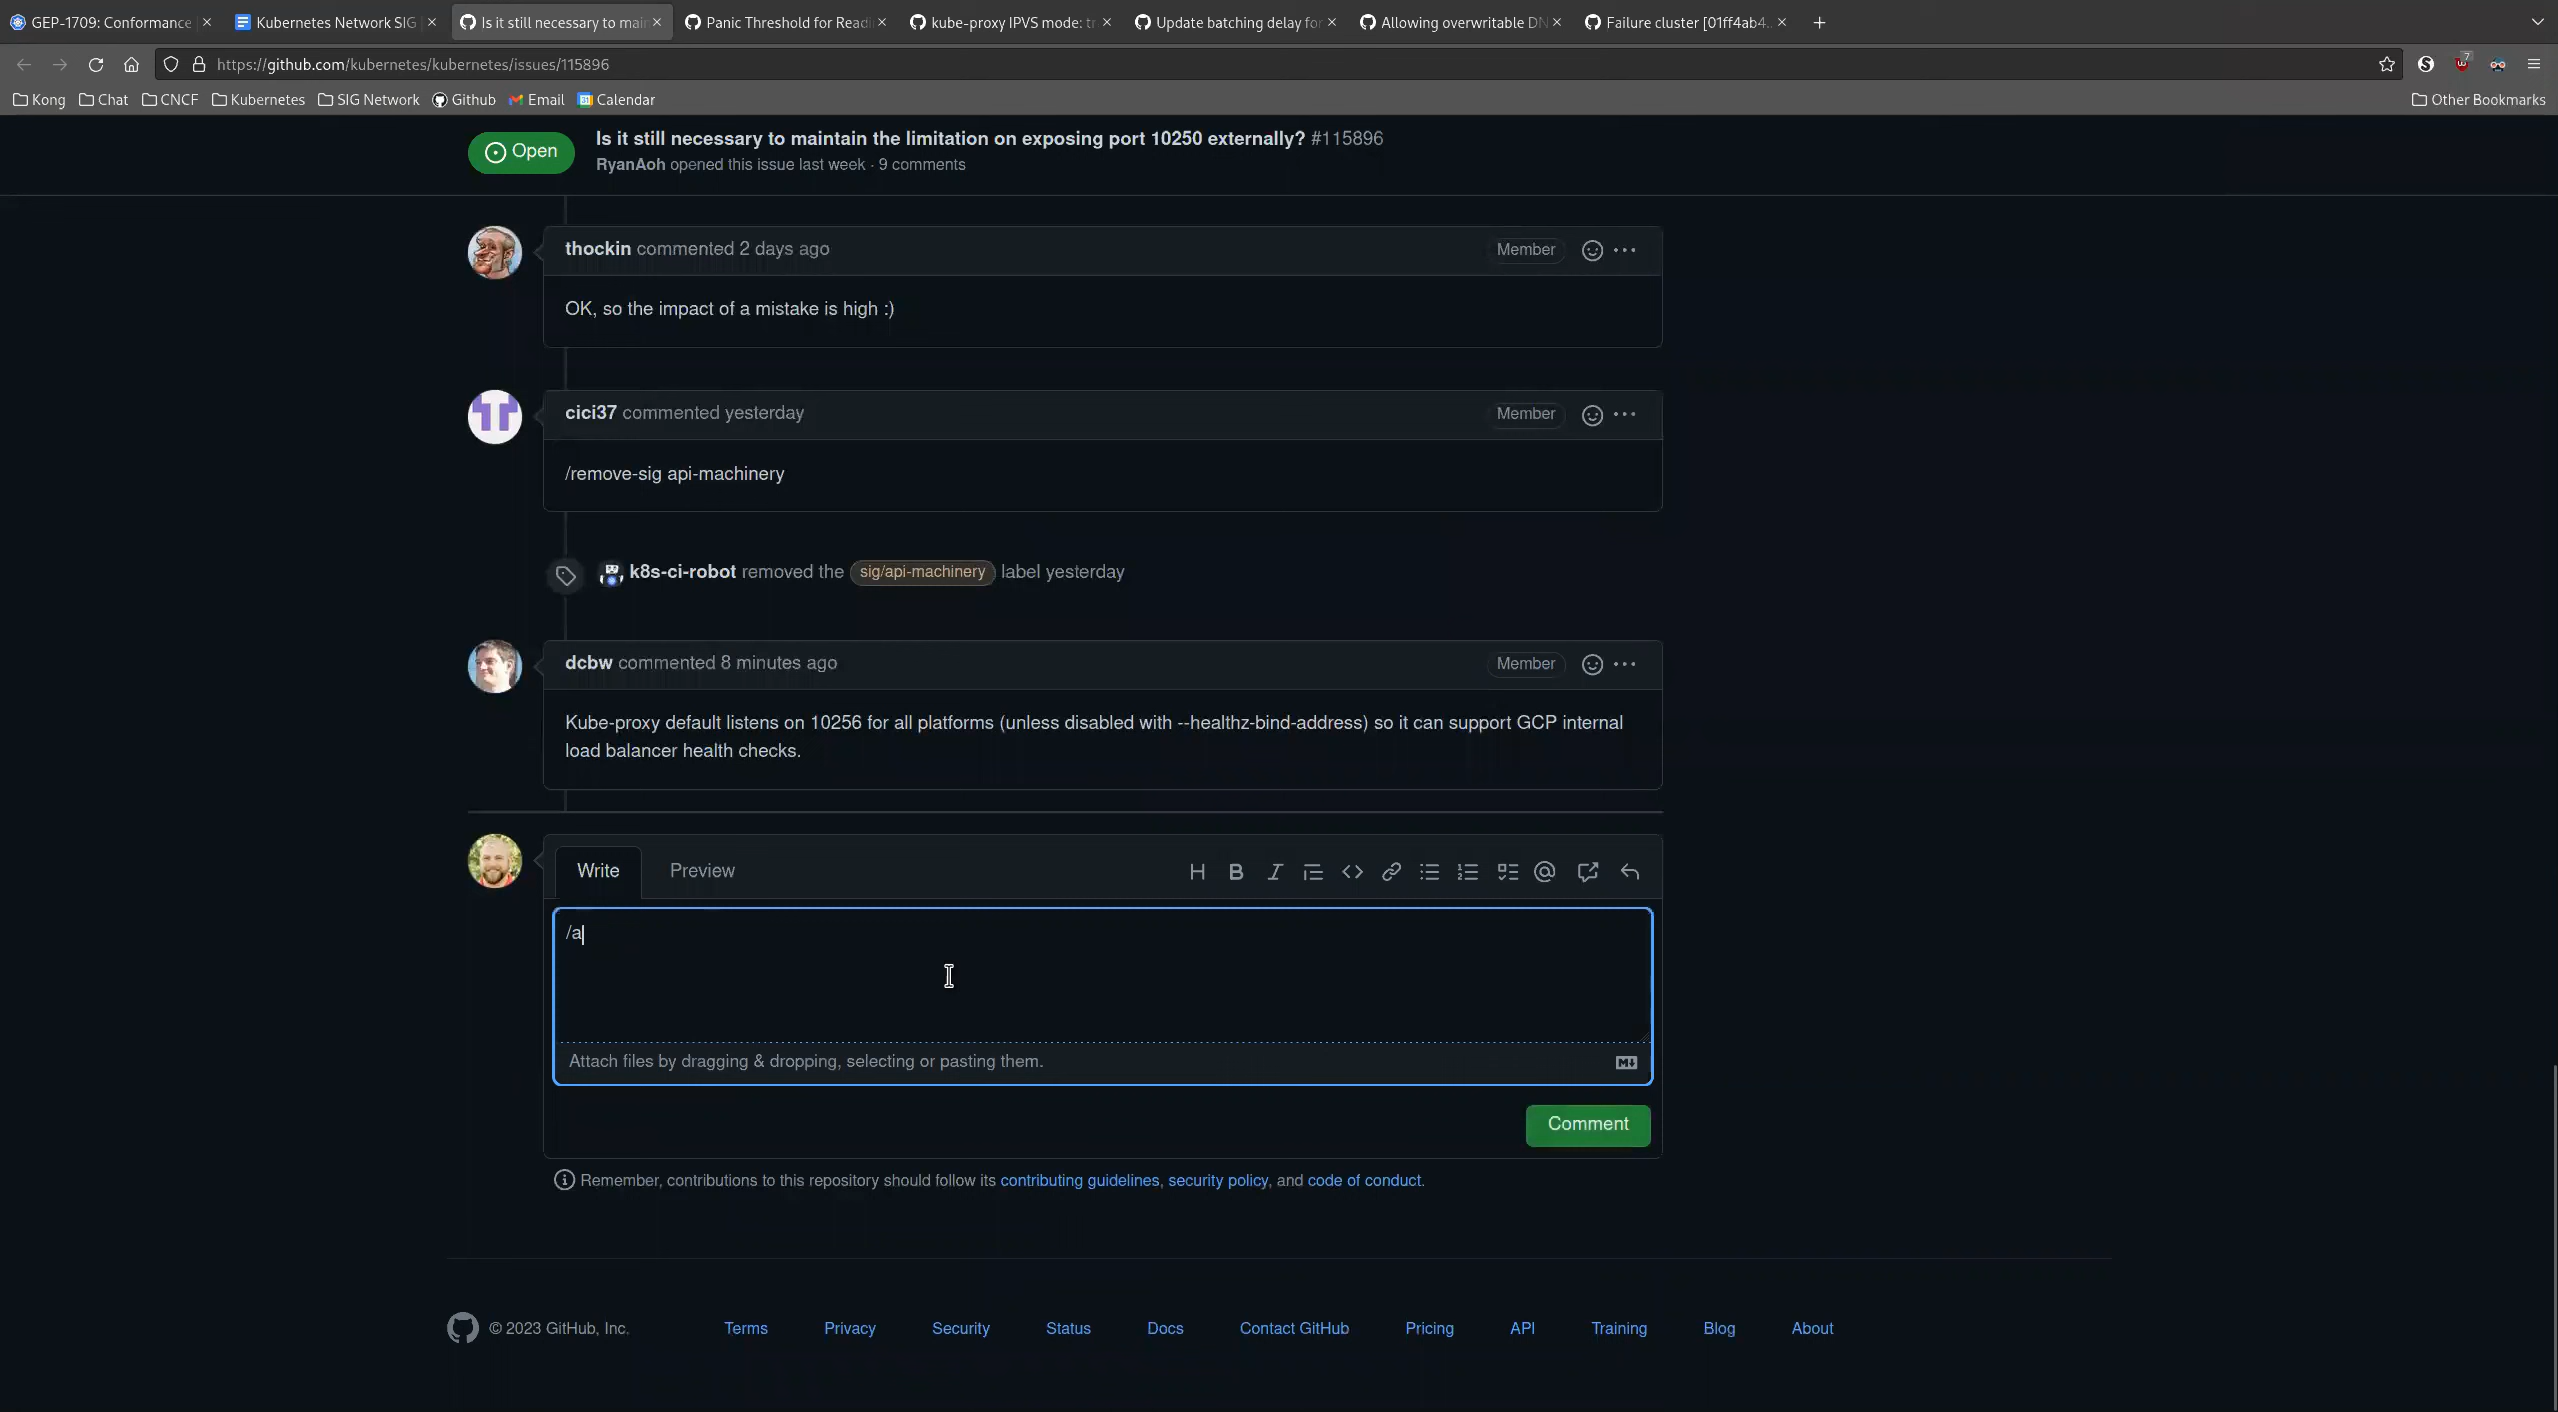 GEP-1709: Conformance
Kubernetes Network SIG
Is it still necessary to mai
Panic Threshold for Readi
kube-proxy IPVS mode: tr
Update batching delay for
Allowing overwritable DN
Failure cluster [01ff4ab4..
https://github.com/kubernetes/kubernetes/issues/115896
7
Kong Chat CNCF Kubernetes SIG Network Github Email Calendar Other Bookmarks
Open
Is it still necessary to maintain the limitation on exposing port 10250 externally? #115896
RyanAoh opened this issue last week · 9 comments
thockin commented 2 days ago Member
OK, so the impact of a mistake is high :)
cici37 commented yesterday Member
/remove-sig api-machinery
k8s-ci-robot removed the sig/api-machinery label yesterday
dcbw commented 8 minutes ago Member
Kube-proxy default listens on 10256 for all platforms (unless disabled with --healthz-bind-address) so it can support GCP internal
load balancer health checks.
Write Preview
/a
Attach files by dragging & dropping, selecting or pasting them.
Comment
Remember, contributions to this repository should follow its contributing guidelines, security policy, and code of conduct.
© 2023 GitHub, Inc. Terms Privacy Security Status Docs Contact GitHub Pricing API Training Blog About